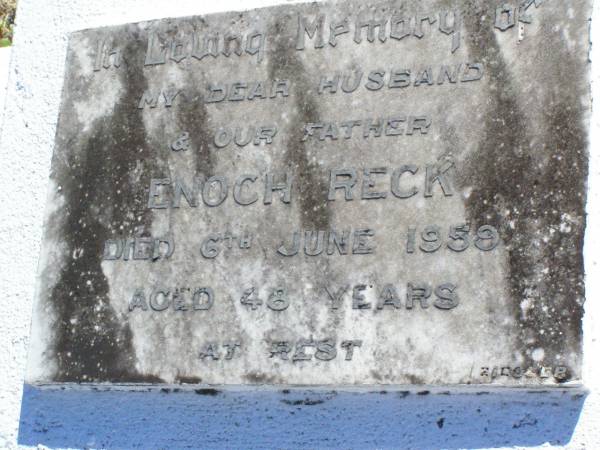 In Loving Memory of
MY DEAR HUSBAND
& OUR FATHER
ENOCH RECK
DIED 6TH JUNE 1959
AGED 48 YEARS
AT REST